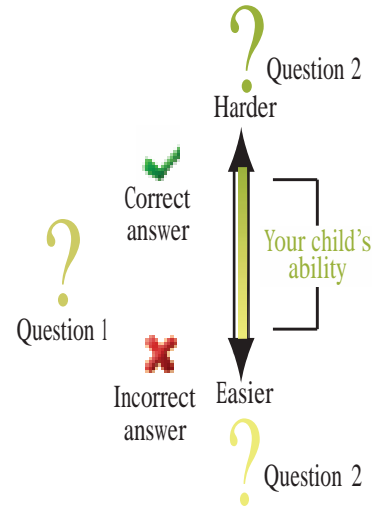 ?
Question 2
Harder
Correct
answer
Your child's
ability
?
Question 1
Incorrect
answer
Easier
?
Question 2